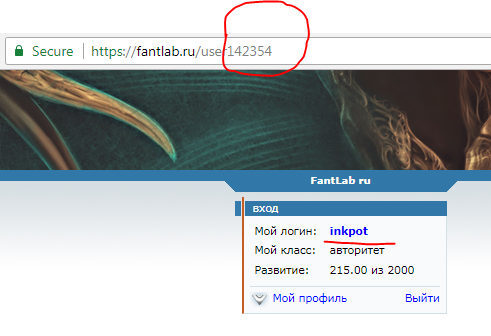 Secure https://fantlab.ru/user142354
FantLab ru
вход
Мой логин: inkpot
Мой класс: авторитет
Развитие: 215.00 из 2000
Мой профиль Выйти